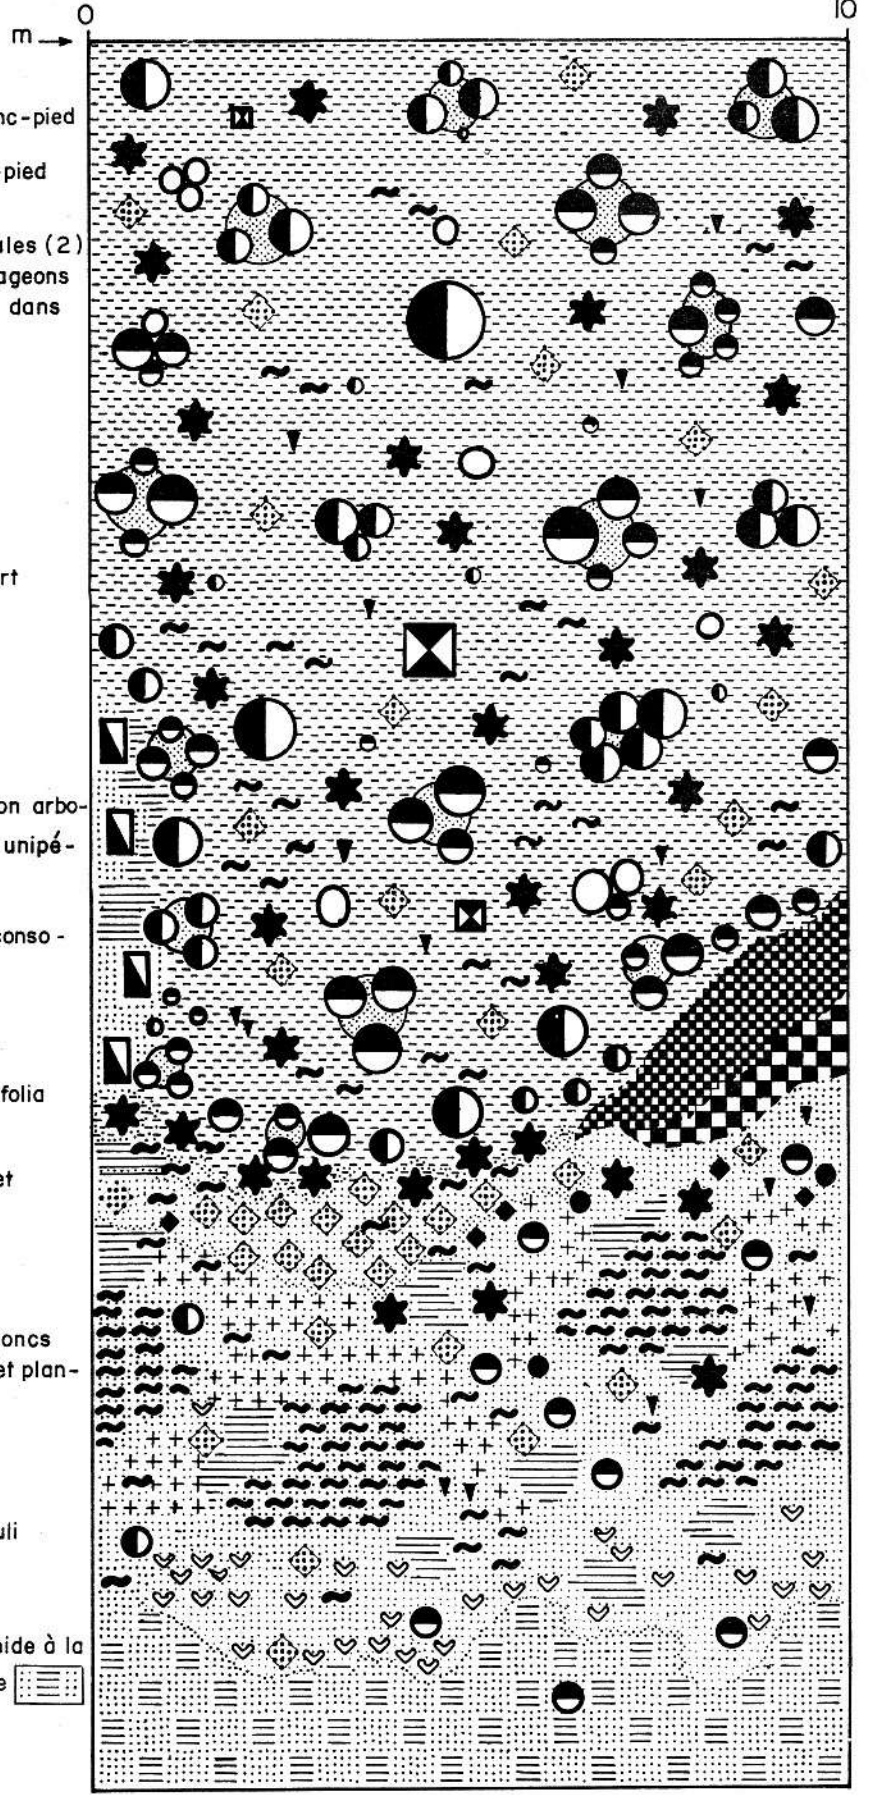 0 10
m
nc-pied
-pied
les (2)
ageons
dans
rt
on arbo-
unipé-
conso-
folia
et
oncs
et plan-
uli
nide à la
e